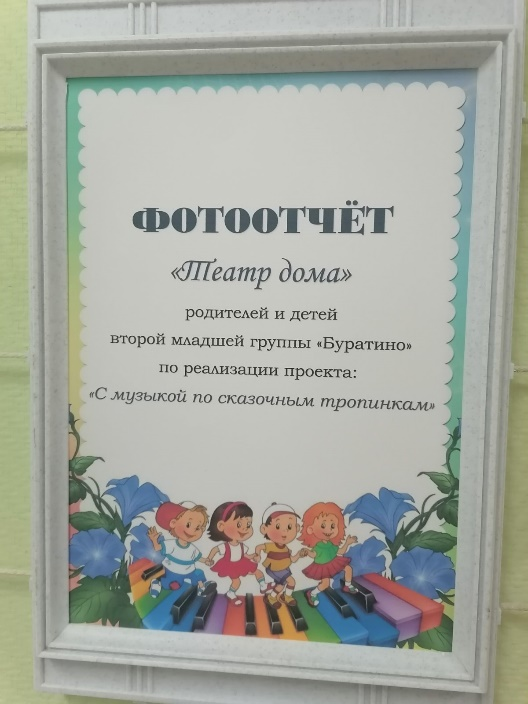 ФОТООТЧЁТ
«Театр дома»
родителей и детей
второй младшей группы «Буратино»
по реализации проекта:
«С музыкой по сказочным тропинкам»